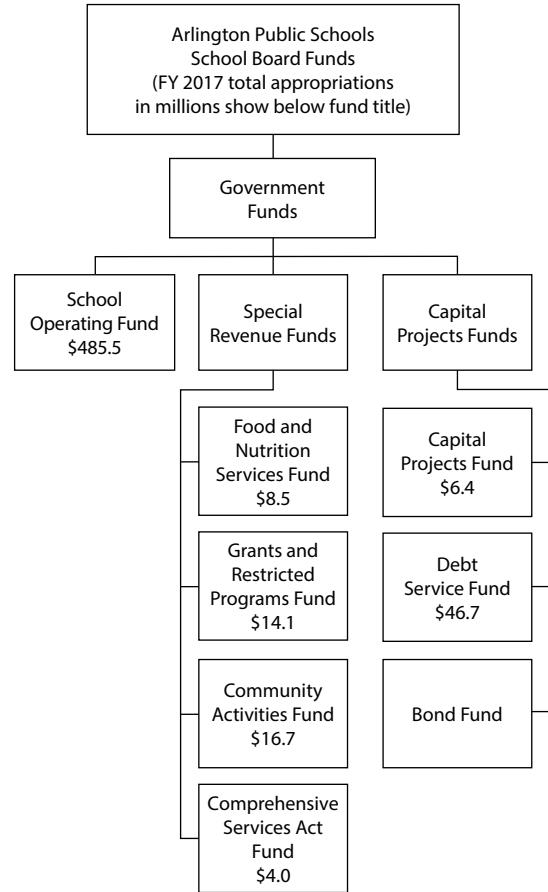 Arlington Public Schools
School Board Funds
(FY 2017 total appropriations
in millions show below fund title)
Government
Funds
School
Operating Fund
$485.5
Special
Revenue Funds
Capital
Projects Funds
Food and
Nutrition
Services Fund
$8.5
Grants and
Restricted
Programs Fund
$14.1
Community
Activities Fund
$16.7
Comprehensive
Services Act
Fund
$4.0
Capital
Projects Fund
$6.4
Debt
Service Fund
$46.7
Bond Fund